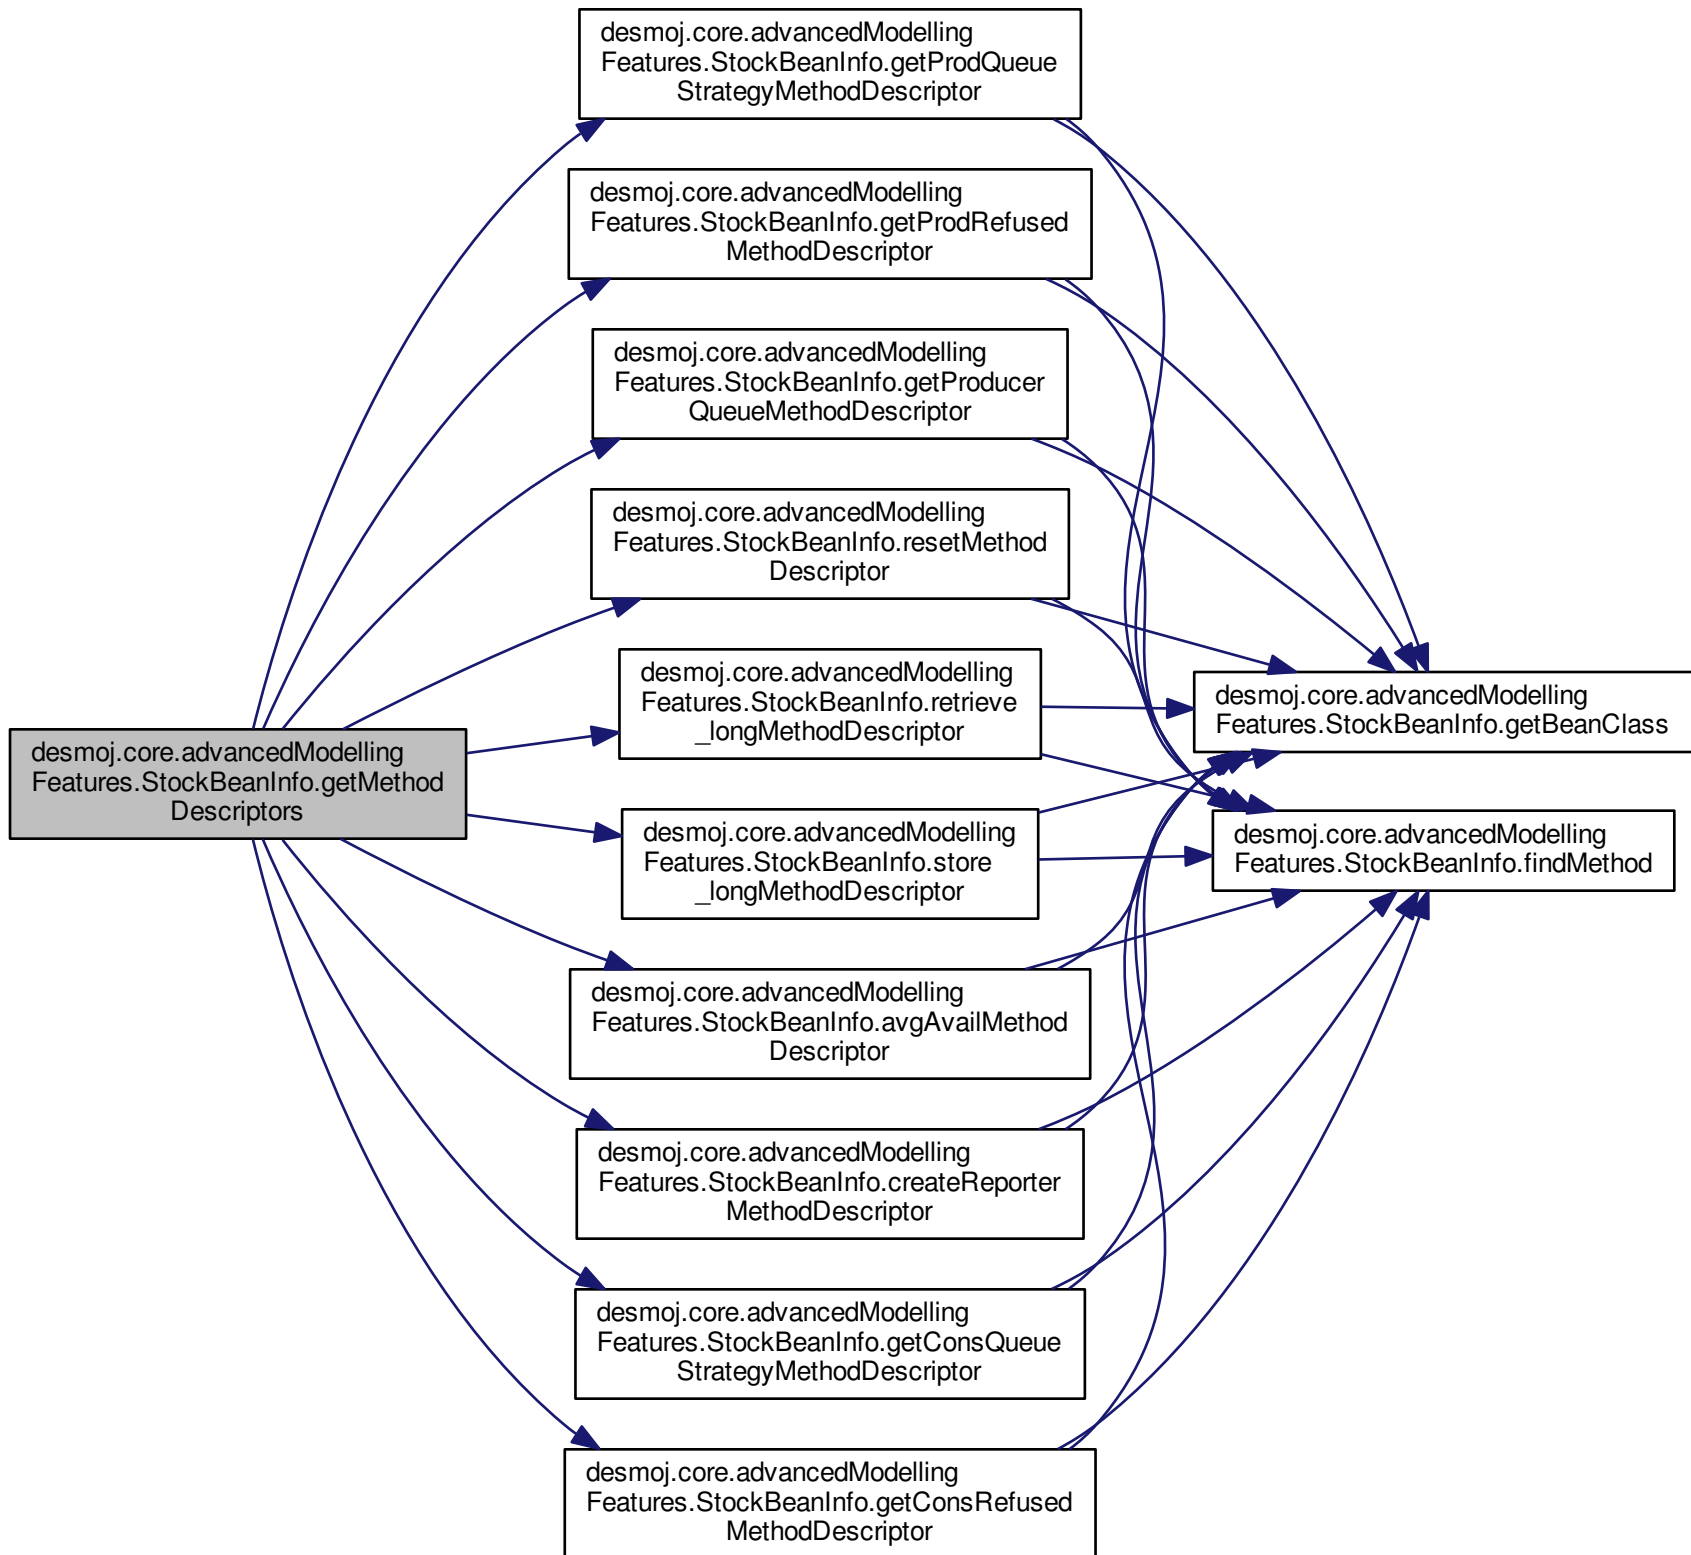 desmoj.core.advancedModelling
Features.StockBeanInfo.getProdQueue
StrategyMethodDescriptor
desmoj.core.advancedModelling
Features.StockBeanInfo.getProdRefused
MethodDescriptor
desmoj.core.advancedModelling
Features.StockBeanInfo.getProducer
QueueMethodDescriptor
desmoj.core.advancedModelling
Features.StockBeanInfo.resetMethod
Descriptor
desmoj.core.advancedModelling
Features.StockBeanInfo.retrieve
_longMethodDescriptor
desmoj.core.advancedModelling
Features.StockBeanInfo.getBeanClass
desmoj.core.advancedModelling
Features.StockBeanInfo.getMethod
Descriptors
desmoj.core.advancedModelling
Features.StockBeanInfo.store
_longMethodDescriptor
desmoj.core.advancedModelling
Features.StockBeanInfo.findMethod
desmoj.core.advancedModelling
Features.StockBeanInfo.avgAvailMethod
Descriptor
desmoj.core.advancedModelling
Features.StockBeanInfo.createReporter
MethodDescriptor
desmoj.core.advancedModelling
Features.StockBeanInfo.getConsQueue
StrategyMethodDescriptor
desmoj.core.advancedModelling
Features.StockBeanInfo.getConsRefused
MethodDescriptor